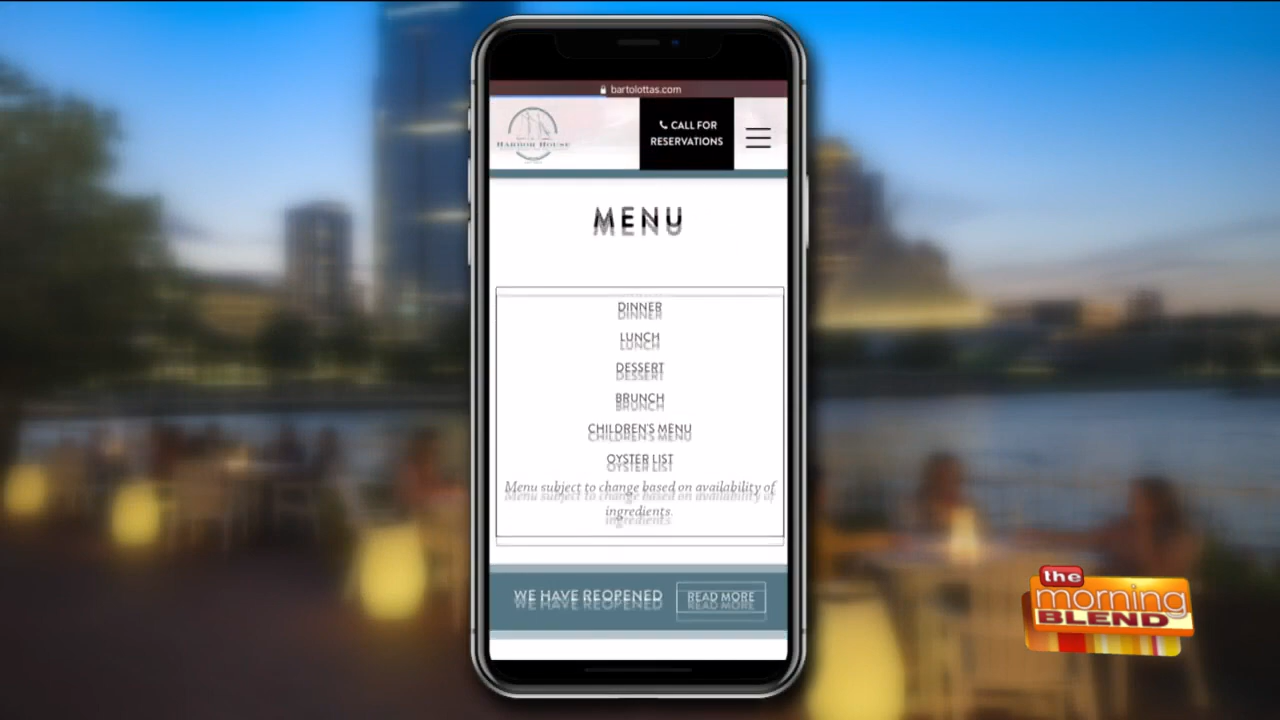 bartolottas.com
HARBOR HOUSE
CALL FOR
RESERVATIONS
MENU
DINNER
LUNCH
DESSERT
BRUNCH
CHILDREN'S MENU
OYSTER LIST
Menu subject to change based on availability of
ingredients.
WE HAVE REOPENED
READ MORE
the
morning
BLEND